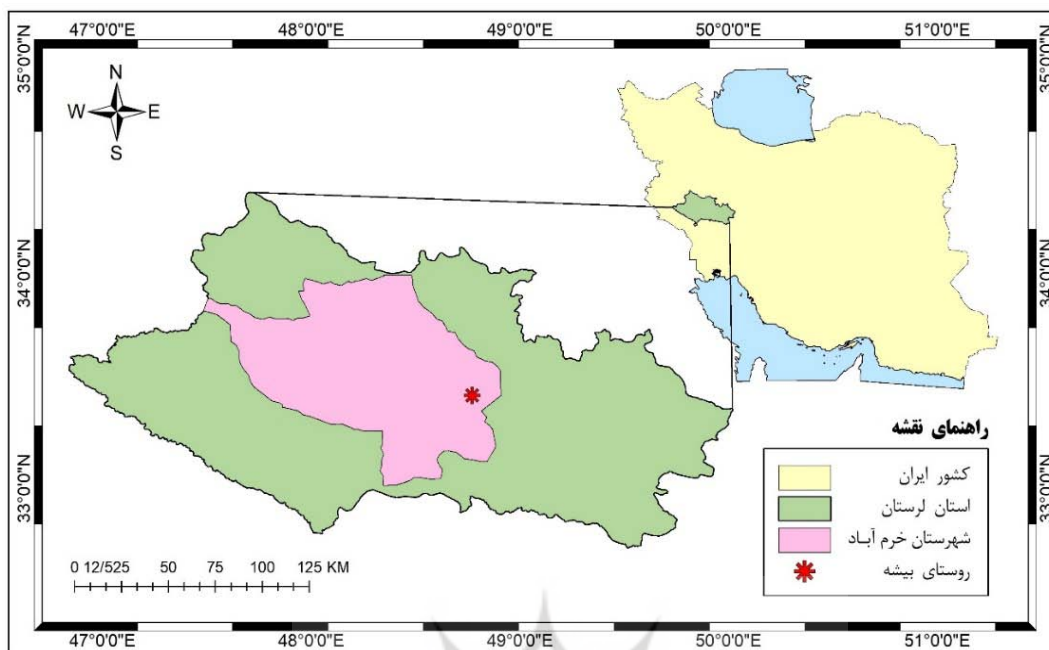 47°0'0"E 48°0'0"E 49°0'0"E 50°0'0"E 51°0'0"E
35°0'0"N
35°0'0"N
N
W E
S
34°0'0"N
34°0'0"N
راهنمای نقشه
کشور ایران
استان لرستان
شهرستان خرم آباد
روستای بیشه
33°0'0"N
33°0'0"N
0 12/525 50 75 100 125 KM
47°0'0"E 48°0'0"E 49°0'0"E 50°0'0"E 51°0'0"E